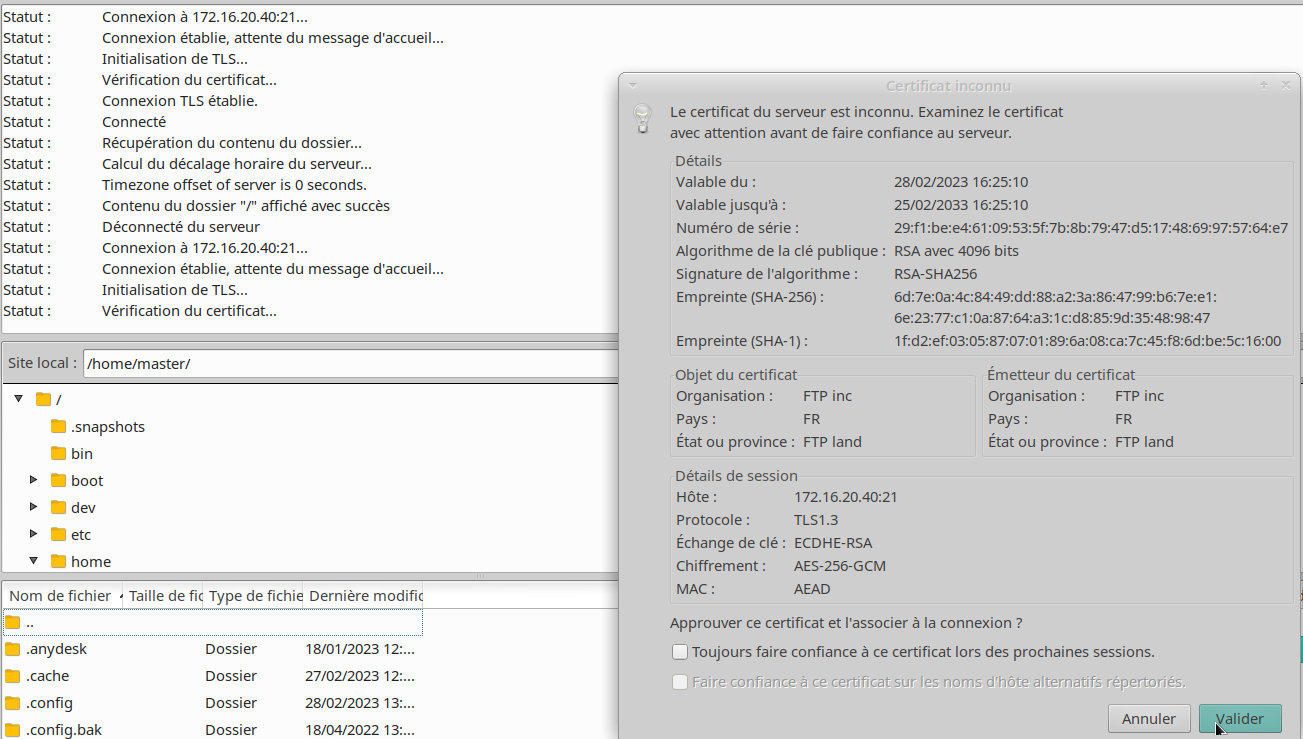 Statut : Connexion à 172.16.20.40:21...
Statut : Connexion établie, attente du message d'accueil...
Statut : Initialisation de TLS...
Statut : Vérification du certificat...
Statut : Connexion TLS établie.
Statut : Connecté
Statut : Récupération du contenu du dossier...
Statut : Calcul du décalage horaire du serveur...
Statut : Timezone offset of server is 0 seconds.
Statut : Contenu du dossier "/" affiché avec succès
Statut : Déconnecté du serveur
Statut : Connexion à 172.16.20.40:21...
Statut : Connexion établie, attente du message d'accueil...
Statut : Initialisation de TLS...
Statut : Vérification du certificat...
Site local : /home/master/
/
.snapshots
bin
boot
dev
etc
home
Nom de fichier Taille de fic Type de fichie Dernière modific
..
.anydesk Dossier 18/01/2023 12:...
.cache Dossier 27/02/2023 12:...
.config Dossier 28/02/2023 13:...
.config.bak Dossier 18/04/2022 13:...
Certificat inconnu
Le certificat du serveur est inconnu. Examinez le certificat
avec attention avant de faire confiance au serveur.
Détails
Valable du : 28/02/2023 16:25:10
Valable jusqu'à : 25/02/2033 16:25:10
Numéro de série : 29:f1:be:e4:61:09:53:5f:7b:8b:79:47:d5:17:48:69:97:57:64:e7
Algorithme de la clé publique : RSA avec 4096 bits
Signature de l'algorithme : RSA-SHA256
Empreinte (SHA-256) : 6d:7e:0a:4c:84:49:dd:88:a2:3a:86:47:99:b6:7e:e1:
6e:23:77:c1:0a:87:64:a3:1c:d8:85:9d:35:48:98:47
Empreinte (SHA-1) : 1f:d2:ef:03:05:87:07:01:89:6a:08:ca:7c:45:f8:6d:be:5c:16:00
Objet du certificat
Organisation : FTP inc
Pays : FR
État ou province : FTP land
Émetteur du certificat
Organisation : FTP inc
Pays : FR
État ou province : FTP land
Détails de session
Hôte : 172.16.20.40:21
Protocole : TLS1.3
Échange de clé : ECDHE-RSA
Chiffrement : AES-256-GCM
MAC : AEAD
Approuver ce certificat et l'associer à la connexion ?
Toujours faire confiance à ce certificat lors des prochaines sessions.
Faire confiance à ce certificat sur les noms d'hôte alternatifs répertoriés.
Annuler Valider